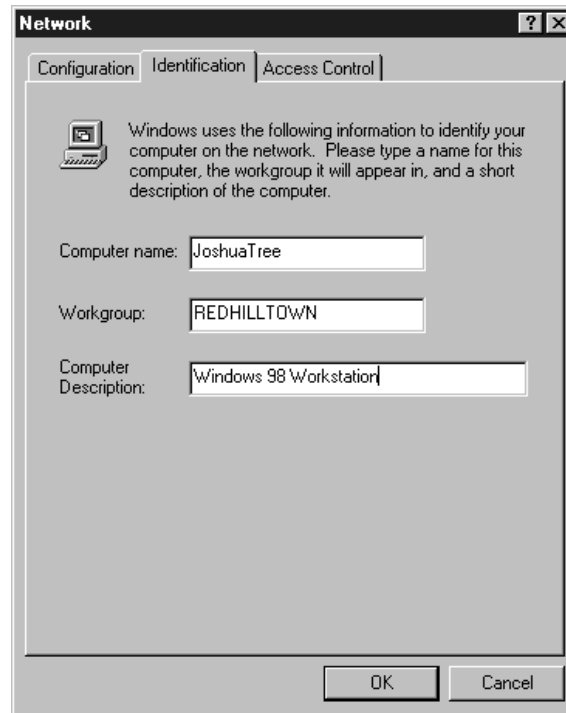 Network
Configuration Identification Access Control
Windows uses the following information to identify your
computer on the network. Please type a name for this
computer, the workgroup it will appear in, and a short
description of the computer.
Computer name: JoshuaTree
Workgroup: REDHILLTOWN
Computer
Description: Windows 98 Workstation
OK Cancel